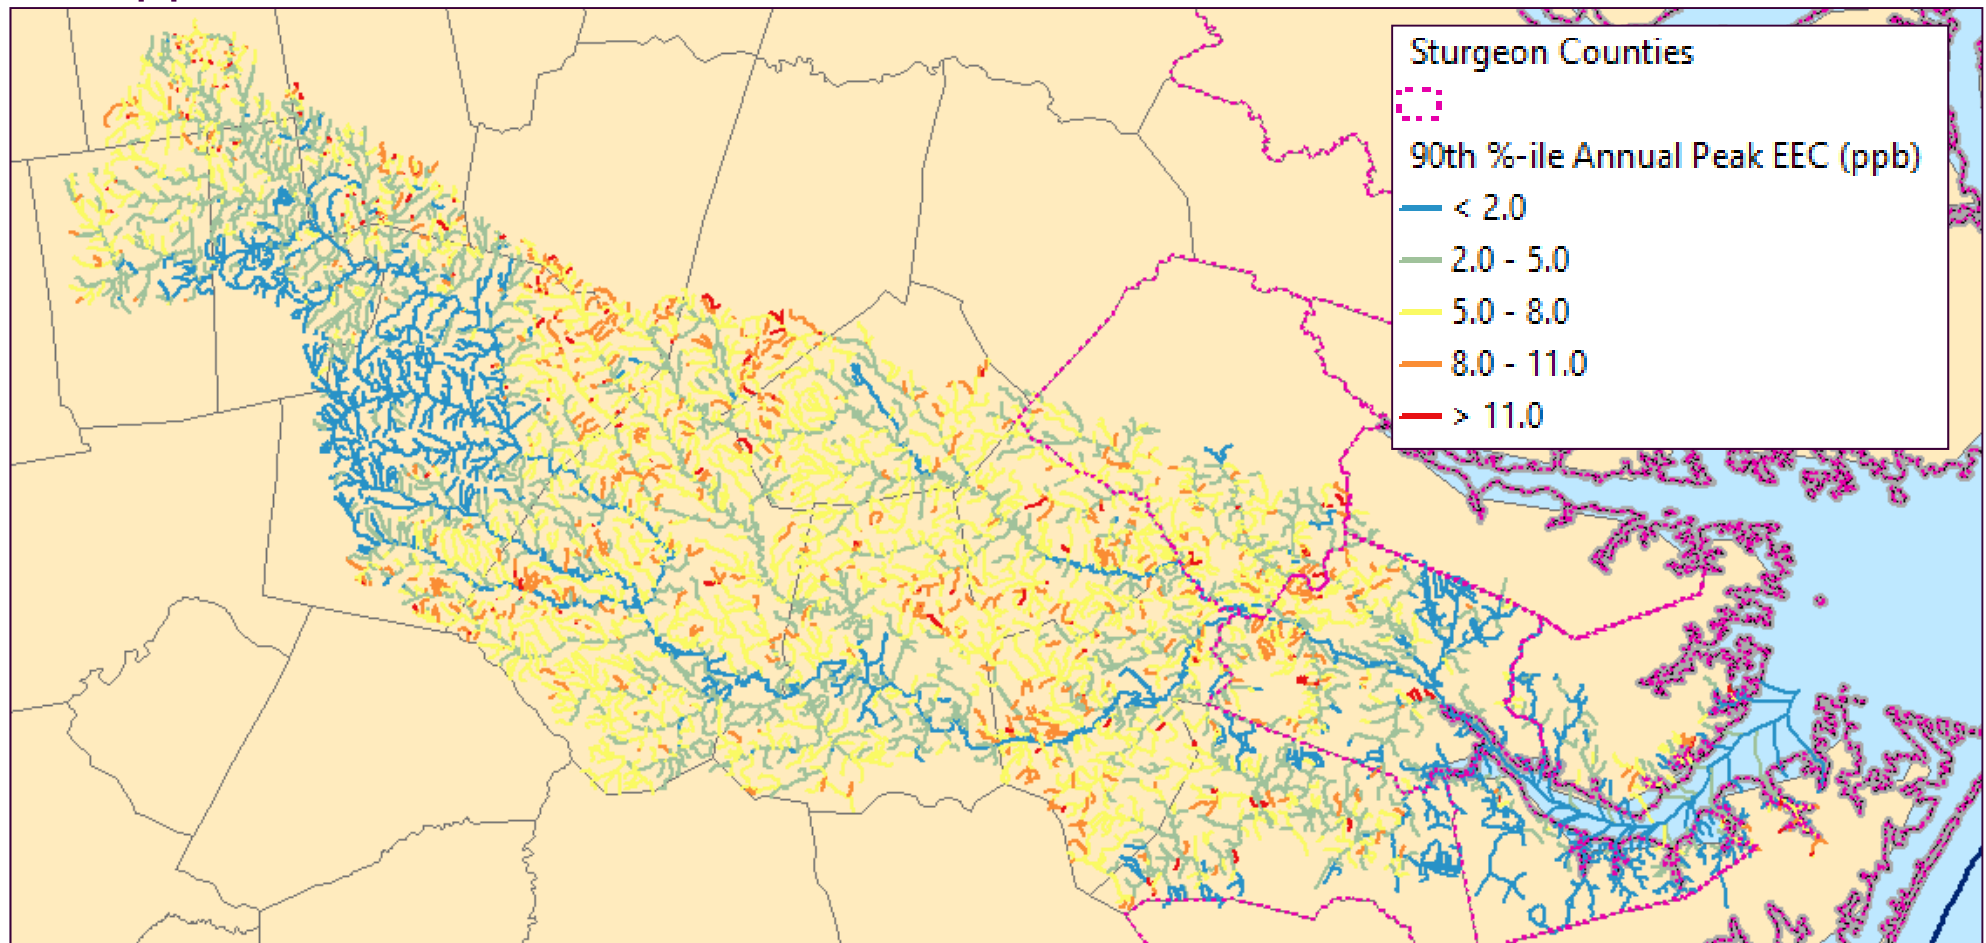 Sturgeon Counties
90th %-ile Annual Peak EEC (ppb)
< 2.0
2.0 - 5.0
5.0 - 8.0
8.0 - 11.0
> 11.0